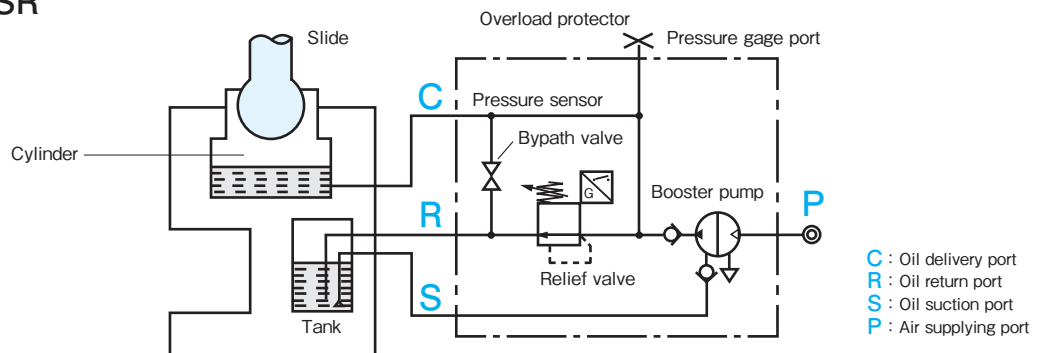 SR
Overload protector
Slide
Pressure gage port
C
Pressure sensor
Bypath valve
Cylinder
G
Booster pump
R
P
Relief valve
S
Tank
C : Oil delivery port
R : Oil return port
S : Oil suction port
P : Air supplying port